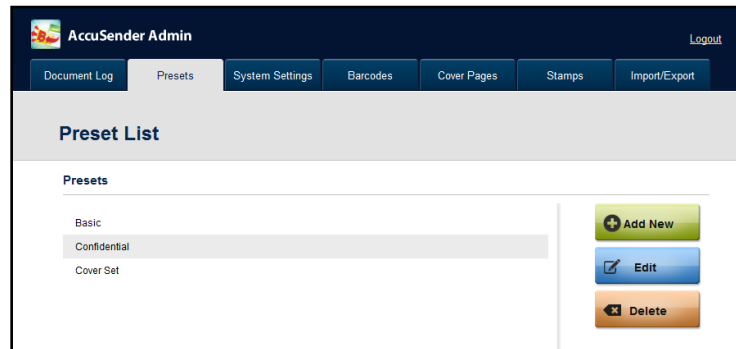 AccuSender Admin
Logout
Document Log Presets System Settings Barcodes Cover Pages Stamps Import/Export
Preset List
Presets
Basic
Confidential
Cover Set
Add New
Edit
Delete